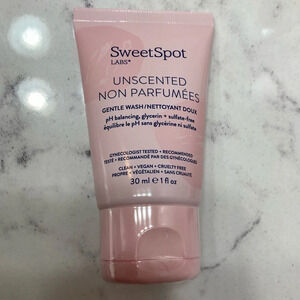 SweetSpot
LABS®
UNSCENTED
NON PARFUMÉES
GENTLE WASH/NETTOYANT DOUX
pH balancing, glycerin + sulfate-free
équilibre le pH sans glycérine ni sulfate
GYNECOLOGIST TESTED + RECOMMENDED
TESTÉ + RECOMMANDÉ PAR DES GYNÉCOLOGUES
CLEAN + VEGAN + CRUELTY FREE
PROPRE + VÉGÉTALIEN + SANS CRUAUTÉ
30 ml ℮ 1 fl oz